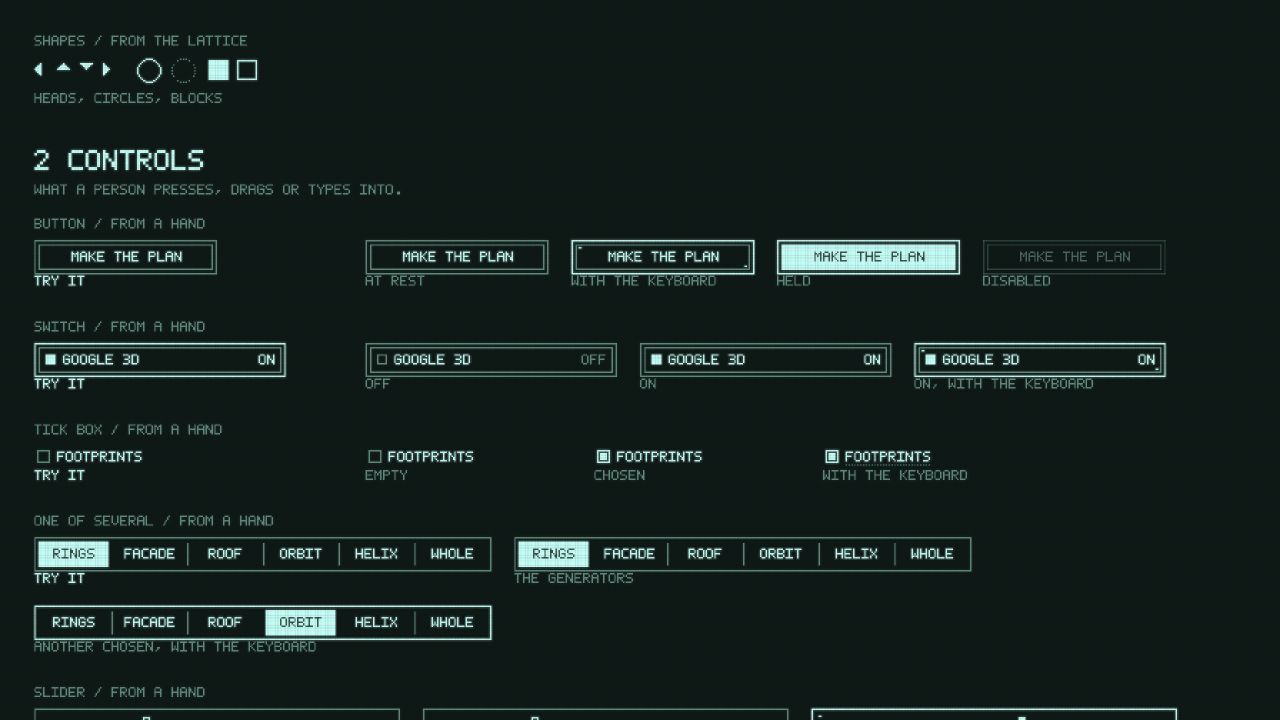 SHAPES / FROM THE LATTICE
HEADS, CIRCLES, BLOCKS
2 CONTROLS
WHAT A PERSON PRESSES, DRAGS OR TYPES INTO.
BUTTON / FROM A HAND
MAKE THE PLAN MAKE THE PLAN MAKE THE PLAN MAKE THE PLAN MAKE THE PLAN
TRY IT AT REST WITH THE KEYBOARD HELD DISABLED
SWITCH / FROM A HAND
GOOGLE 3D ON GOOGLE 3D OFF GOOGLE 3D ON GOOGLE 3D ON
TRY IT OFF ON ON, WITH THE KEYBOARD
TICK BOX / FROM A HAND
FOOTPRINTS FOOTPRINTS FOOTPRINTS FOOTPRINTS
TRY IT EMPTY CHOSEN WITH THE KEYBOARD
ONE OF SEVERAL / FROM A HAND
RINGS FACADE ROOF ORBIT HELIX WHOLE RINGS FACADE ROOF ORBIT HELIX WHOLE
TRY IT THE GENERATORS
RINGS FACADE ROOF ORBIT HELIX WHOLE
ANOTHER CHOSEN, WITH THE KEYBOARD
SLIDER / FROM A HAND